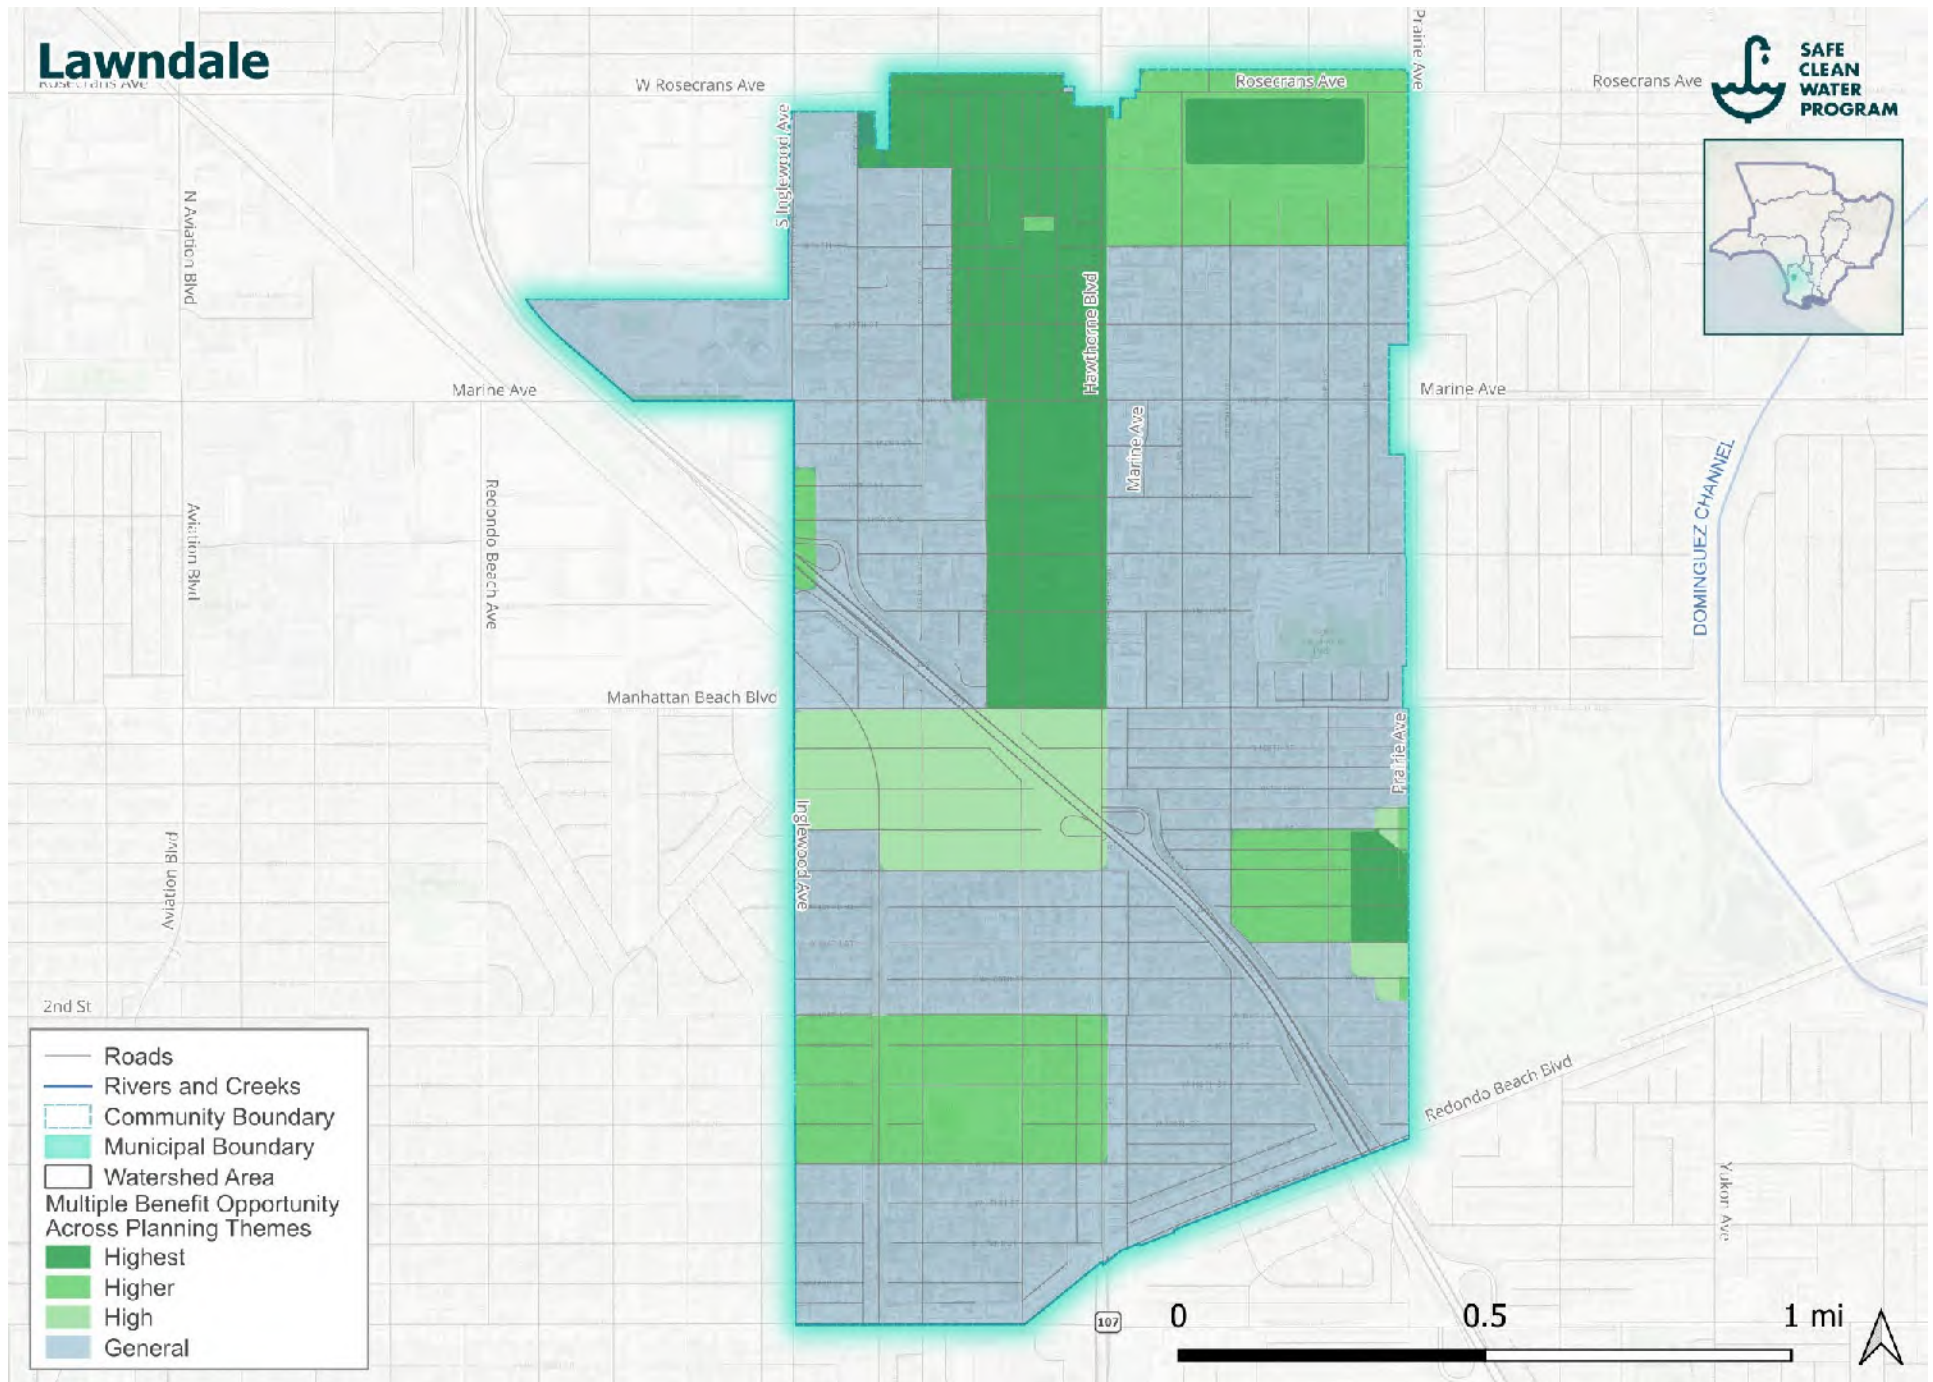 Lawndale
Rosecrans Ave
W Rosecrans Ave
Rosecrans Ave
Rosecrans Ave
Prairie Ave
SAFE
CLEAN
WATER
PROGRAM
S Inglewood Ave
N Aviation Blvd
Hawthorne Blvd
Marine Ave
Marine Ave
Marine Ave
Aviation Blvd
Redondo Beach Ave
DOMINGUEZ CHANNEL
Manhattan Beach Blvd
Prairie Ave
Inglewood Ave
Aviation Blvd
2nd St
Redondo Beach Blvd
Yukon Ave
Roads
Rivers and Creeks
Community Boundary
Municipal Boundary
Watershed Area
Multiple Benefit Opportunity
Across Planning Themes
Highest
Higher
High
General
107
0 0.5 1 mi